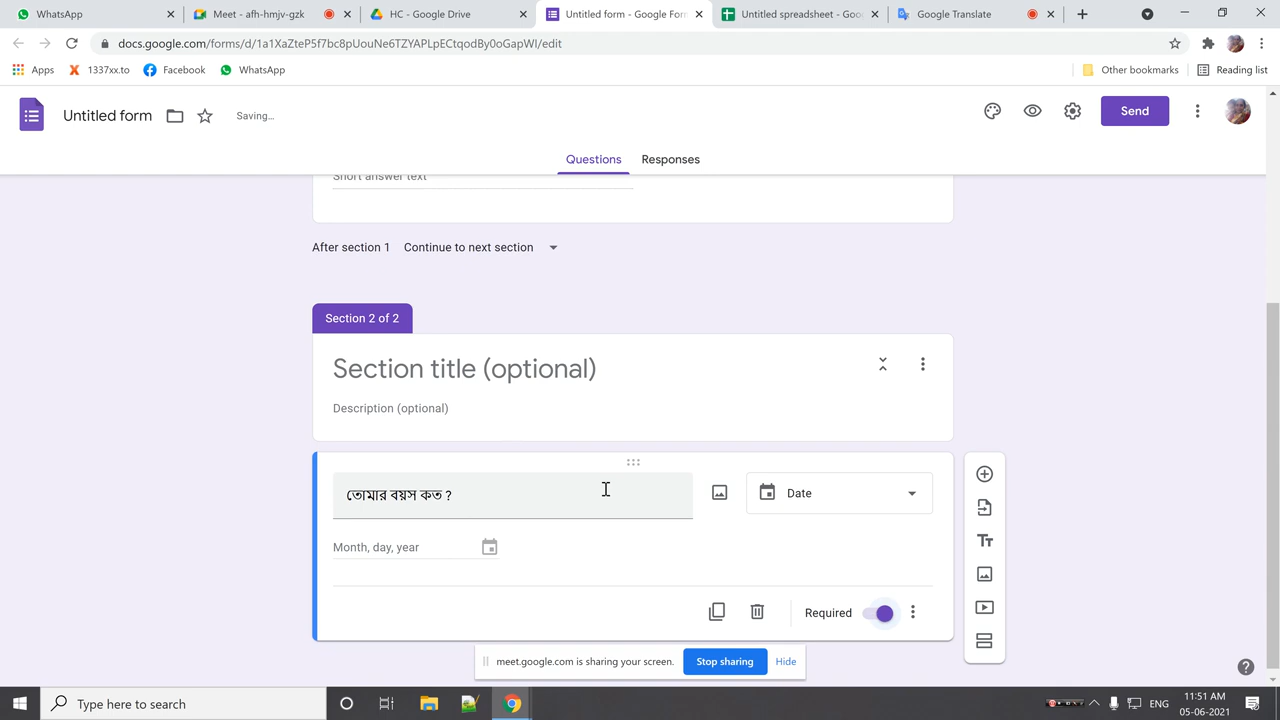 WhatsApp
Meet - afh-hmjy-gzk
HC - Google Drive
Untitled form - Google For
Untitled spreadsheet - Goo
Google Translate
docs.google.com/forms/d/1a1XaZteP5f7bc8pUouNe6TZYAPLpECtqodBy0oGapWI/edit
Apps
1337xx.to
Facebook
WhatsApp
Other bookmarks
Reading list
Untitled form
Saving...
Send
Questions
Responses
Short answer text
After section 1 Continue to next section
Section 2 of 2
Section title (optional)
Description (optional)
তোমার বয়স কত ?
Date
Month, day, year
Required
meet.google.com is sharing your screen.
Stop sharing
Hide
Type here to search
ENG
11:51 AM
05-06-2021